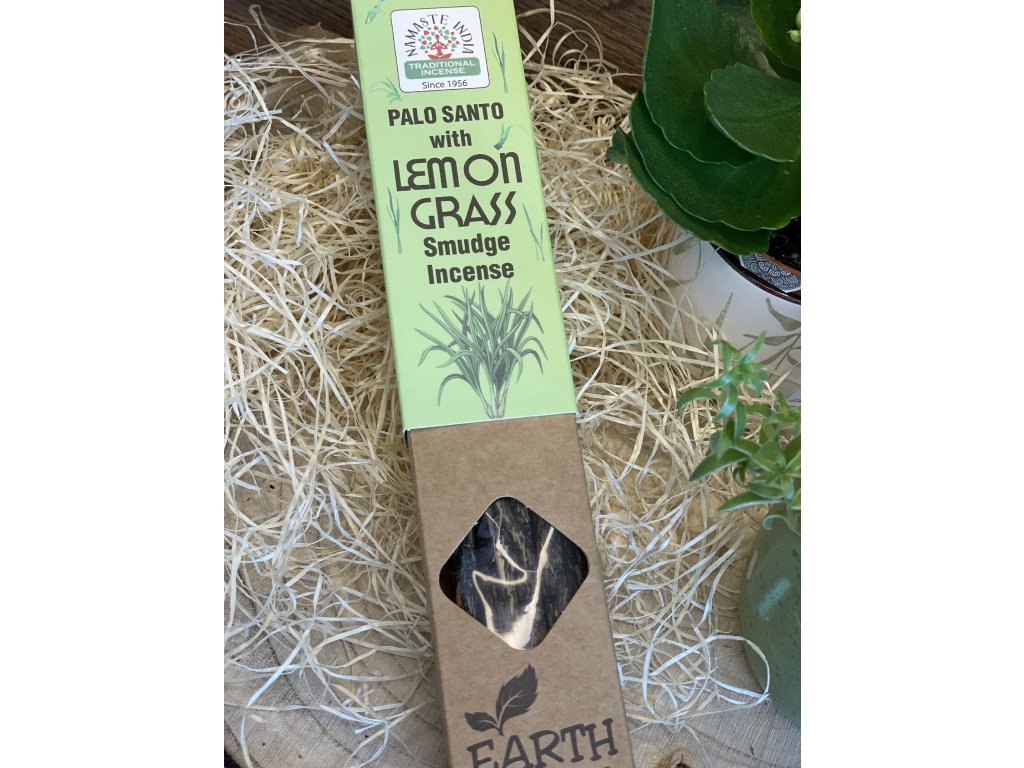 NAMASTE INDIA
TRADITIONAL
INCENSE
Since 1956
PALO SANTO
with
LEMON
GRASS
Smudge
Incense
EARTH